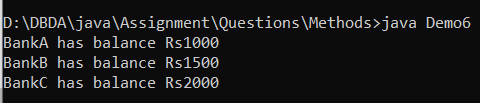 D:\DBDA\java\Assignment\Questions\Methods>java Demo6
BankA has balance Rs1000
BankB has balance Rs1500
BankC has balance Rs2000